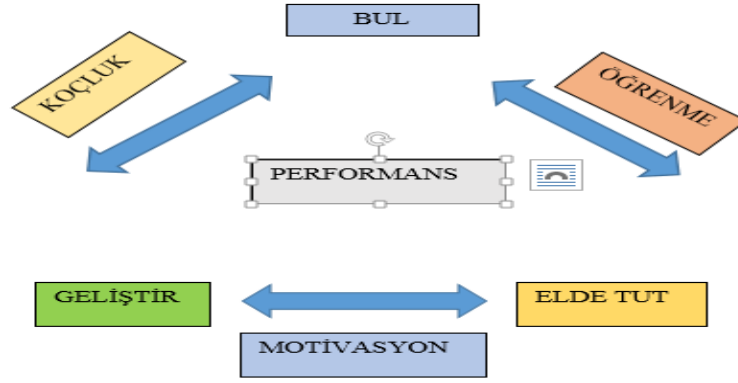 BUL
KOÇLUK
ÖĞRENME
PERFORMANS
GELİŞTİR
ELDE TUT
MOTİVASYON